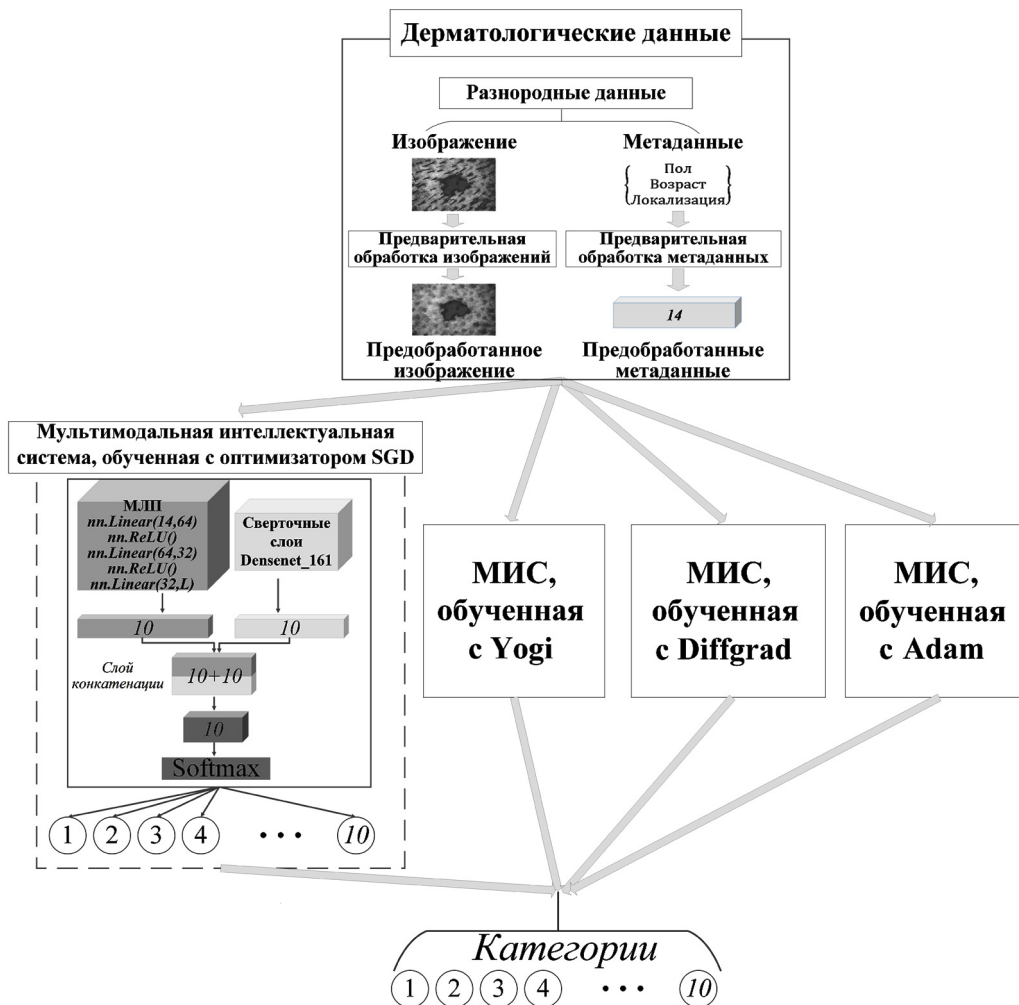 Дерматологические данные
Разнородные данные
Изображение
Метаданные
Пол
Возраст
Локализация
Предварительная
обработка изображений
Предварительная
обработка метаданных
14
Предобработанное
изображение
Предобработанные
метаданные
Мультимодальная интеллектуальная
система, обученная с оптимизатором SGD
МЛП
nn.Linear(14,64)
nn.ReLU()
nn.Linear(64,32)
nn.ReLU()
nn.Linear(32,L)
Сверточные
слои
Densenet_161
10
10
Слой
конкатенации
10+10
10
Softmax
1 2 3 4 • • • 10
МИС,
обученная
с Yogi
МИС,
обученная
с Diffgrad
МИС,
обученная
с Adam
Категории
1 2 3 4 • • • 10